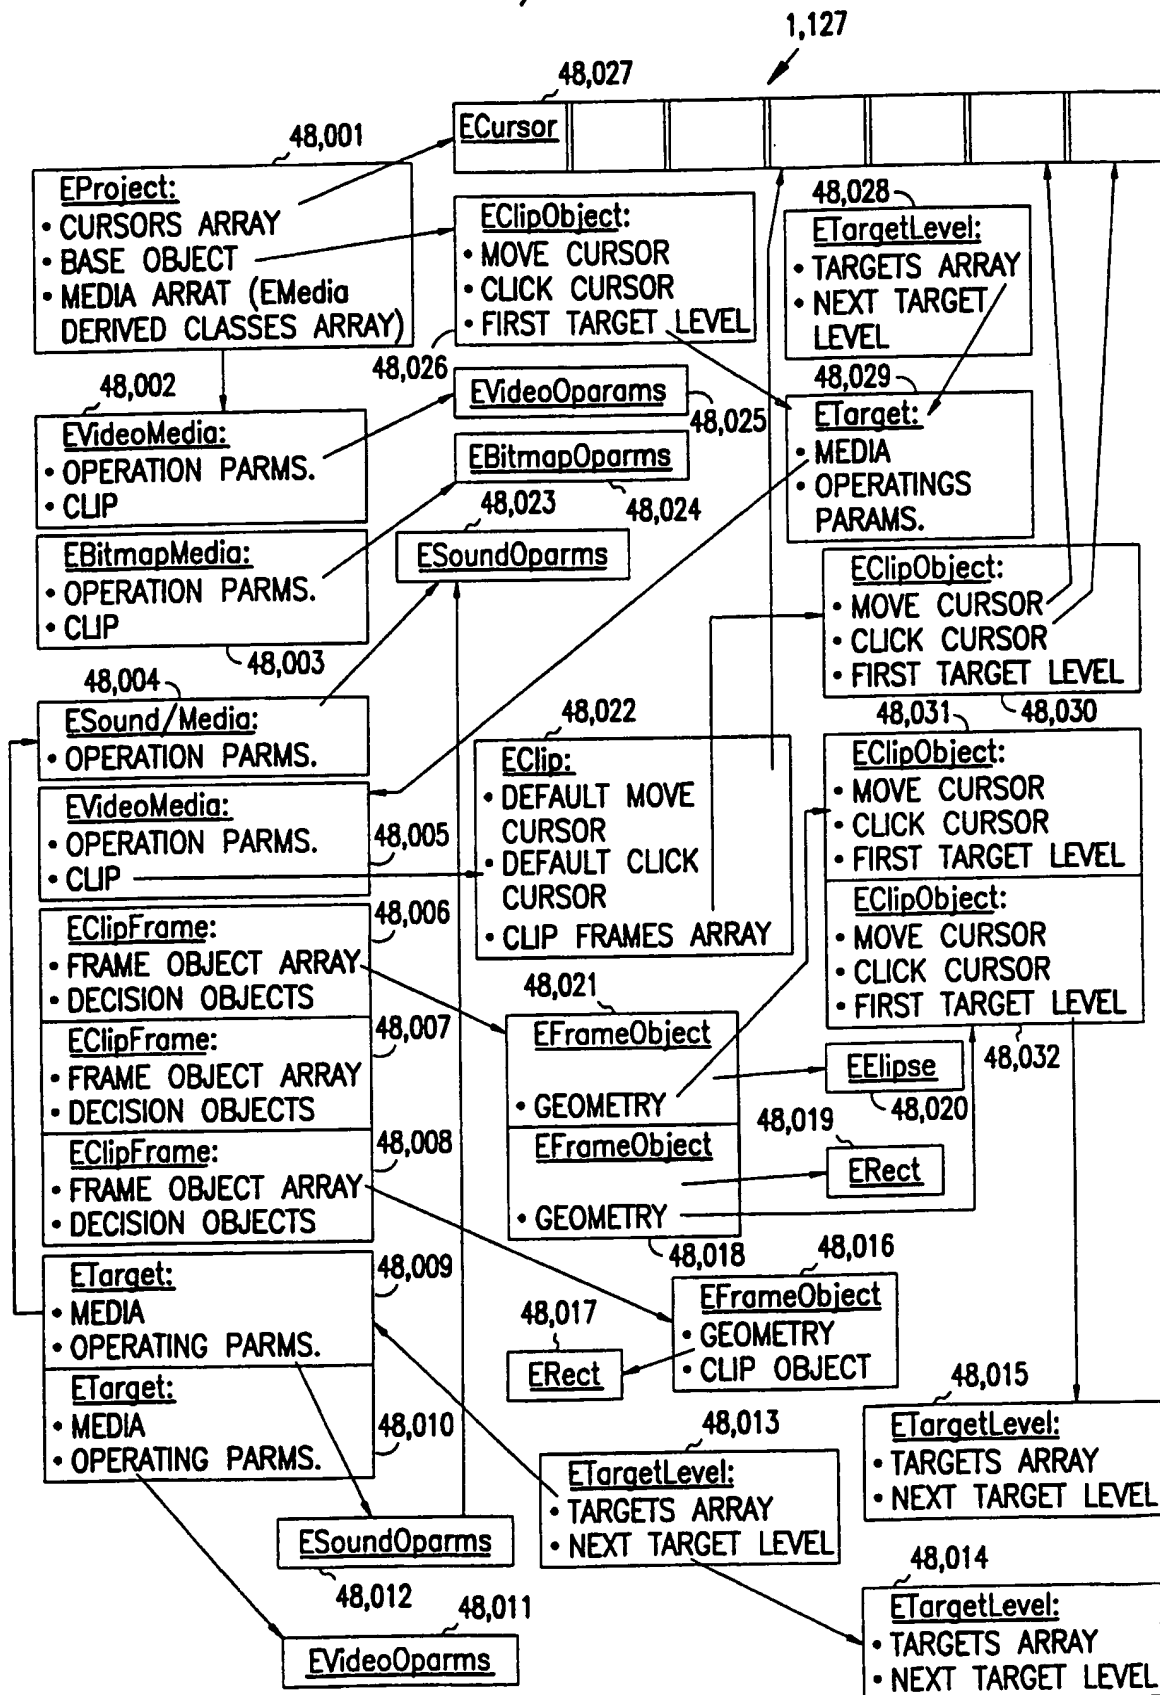 1,127
48,027
ECursor
48,001
EProject:
• CURSORS ARRAY
• BASE OBJECT
• MEDIA ARRAT (EMedia
DERIVED CLASSES ARRAY)
EClipObject:
• MOVE CURSOR
• CLICK CURSOR
• FIRST TARGET LEVEL
48,026
48,028
ETargetLevel:
• TARGETS ARRAY
• NEXT TARGET
LEVEL
48,002
EVideoMedia:
• OPERATION PARMS.
• CLIP
EVideoOparams
48,025
48,029
ETarget:
• MEDIA
• OPERATINGS
PARAMS.
EBitmapOparms
48,024
EBitmapMedia:
• OPERATION PARMS.
• CLIP
48,003
48,023
ESoundOparms
EClipObject:
• MOVE CURSOR
• CLICK CURSOR
• FIRST TARGET LEVEL
48,030
48,004
ESound/Media:
• OPERATION PARMS.
EVideoMedia:
• OPERATION PARMS.
• CLIP
48,005
48,022
EClip:
• DEFAULT MOVE
CURSOR
• DEFAULT CLICK
CURSOR
• CLIP FRAMES ARRAY
48,031
EClipObject:
• MOVE CURSOR
• CLICK CURSOR
• FIRST TARGET LEVEL
EClipObject:
• MOVE CURSOR
• CLICK CURSOR
• FIRST TARGET LEVEL
48,032
48,006
EClipFrame:
• FRAME OBJECT ARRAY
• DECISION OBJECTS
48,007
EClipFrame:
• FRAME OBJECT ARRAY
• DECISION OBJECTS
48,008
EClipFrame:
• FRAME OBJECT ARRAY
• DECISION OBJECTS
48,021
EFrameObject
• GEOMETRY
EFrameObject
• GEOMETRY
48,018
EElipse
48,020
48,019
ERect
48,009
ETarget:
• MEDIA
• OPERATING PARMS.
ETarget:
• MEDIA
• OPERATING PARMS.
48,010
48,016
EFrameObject
• GEOMETRY
• CLIP OBJECT
48,017
ERect
48,013
ETargetLevel:
• TARGETS ARRAY
• NEXT TARGET LEVEL
48,015
ETargetLevel:
• TARGETS ARRAY
• NEXT TARGET LEVEL
ESoundOparms
48,012
48,011
EVideoOparms
48,014
ETargetLevel:
• TARGETS ARRAY
• NEXT TARGET LEVEL